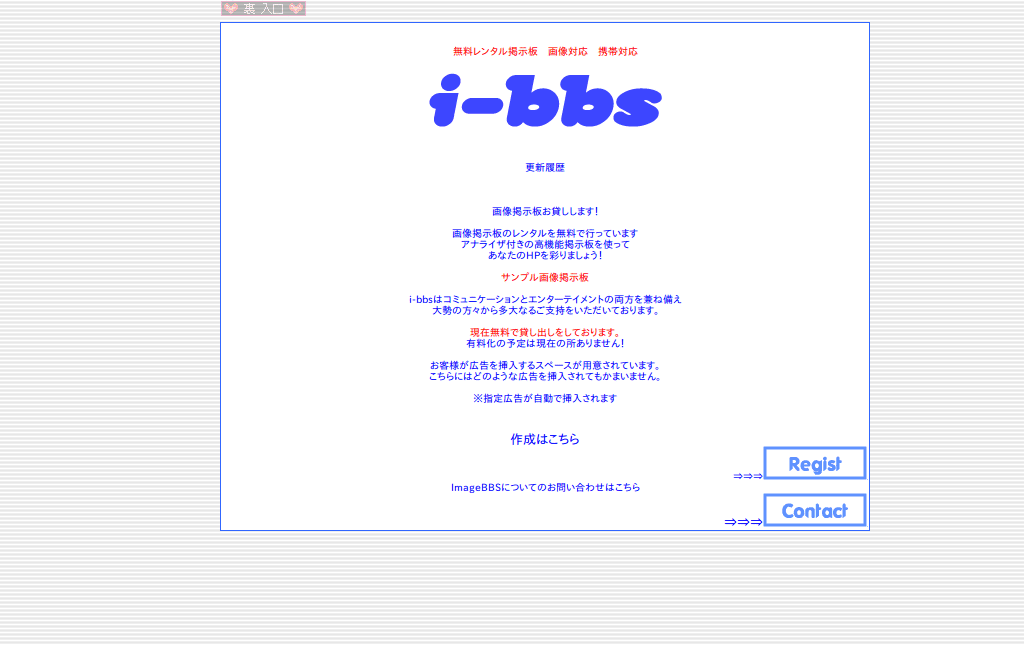 裏 入口
無料レンタル掲示板　画像対応　携帯対応
i-bbs
更新履歴
画像掲示板お貸しします!
画像掲示板のレンタルを無料で行っています
アナライザ付きの高機能掲示板を使って
あなたのHPを彩りましょう!
サンプル画像掲示板
i-bbsはコミュニケーションとエンターテイメントの両方を兼ね備え
大勢の方々から多大なるご支持をいただいております。
現在無料で貸し出しをしております。
有料化の予定は現在の所ありません!
お客様が広告を挿入するスペースが用意されています。
こちらにはどのような広告を挿入されてもかまいません。
※指定広告が自動で挿入されます
作成はこちら
⇒⇒⇒ Regist
ImageBBSについてのお問い合わせはこちら
⇒⇒⇒ Contact